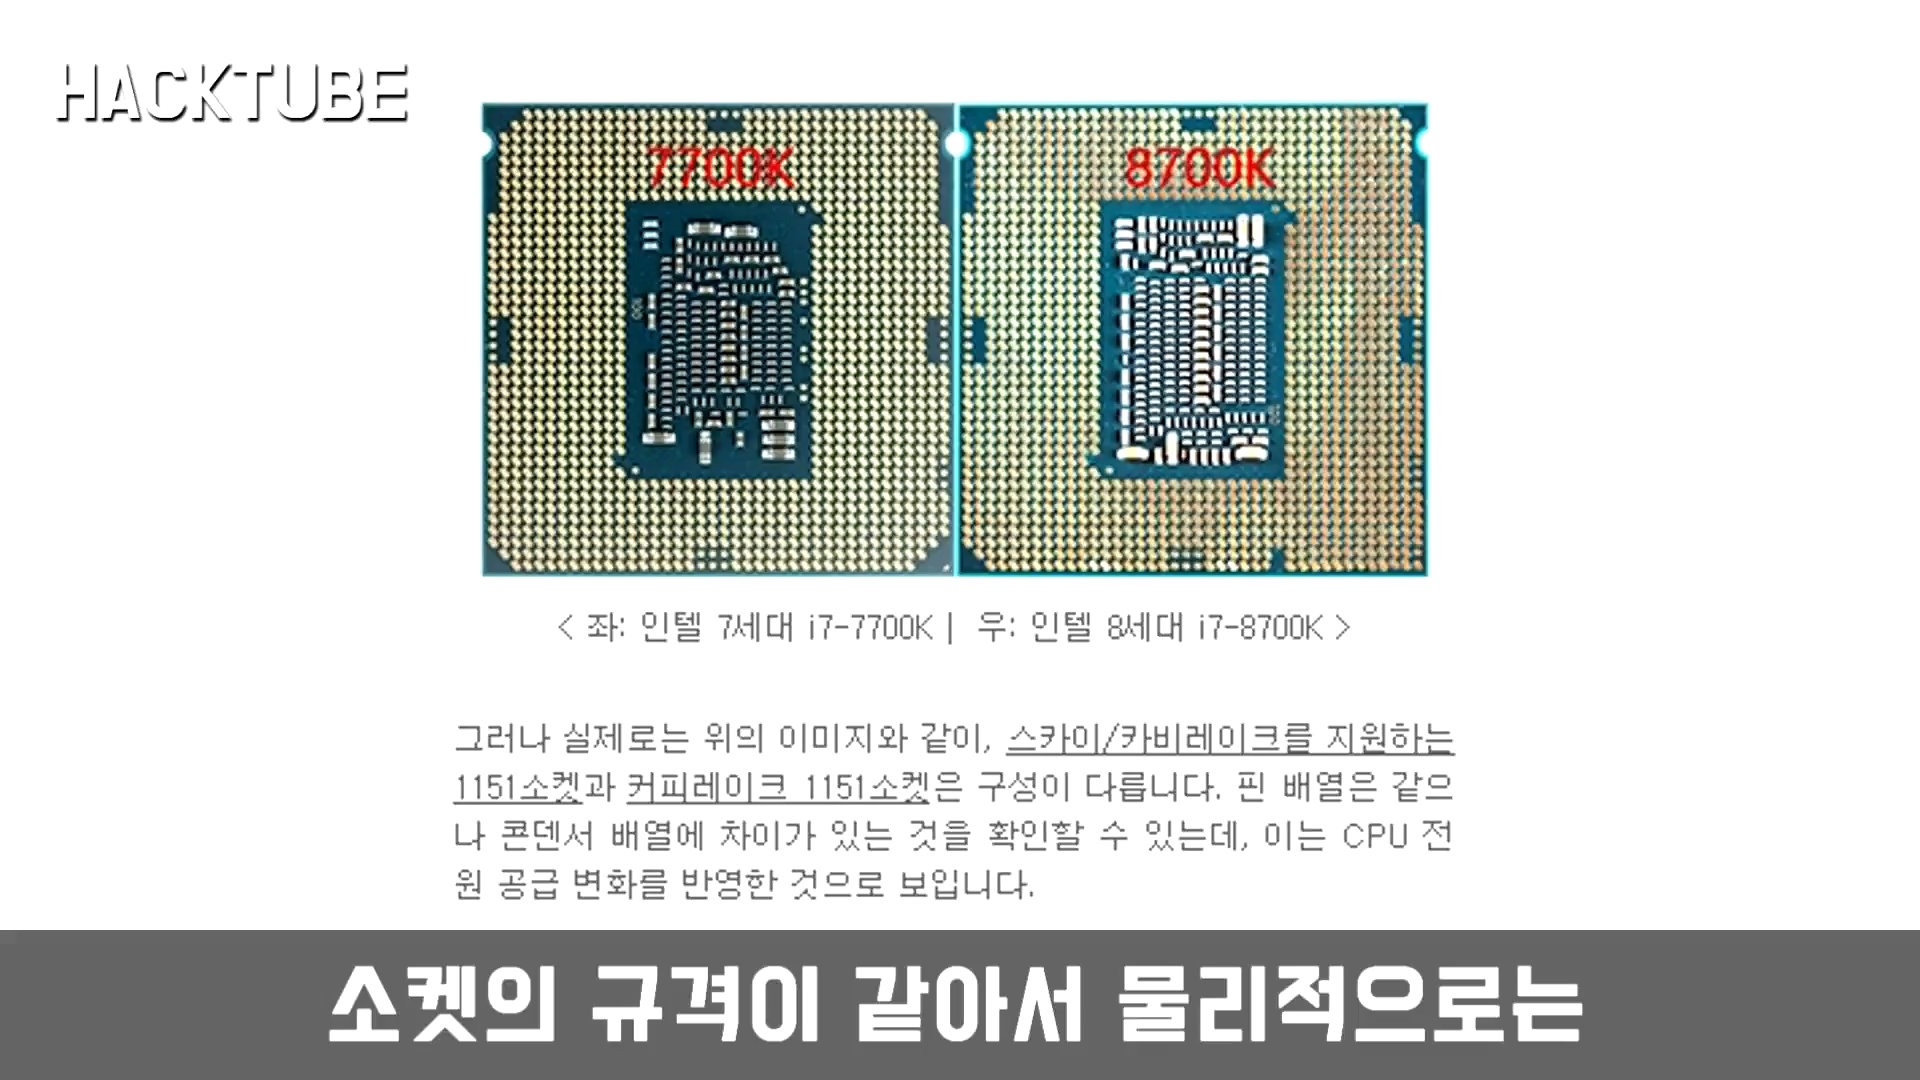 HACKTUBE
7700K
8700K
< 좌: 인텔 7세대 i7-7700K | 우: 인텔 8세대 i7-8700K >
그러나 실제로는 위의 이미지와 같이, 스카이/카비레이크를 지원하는
1151소켓과 커피레이크 1151소켓은 구성이 다릅니다. 핀 배열은 같으
나 콘덴서 배열에 차이가 있는 것을 확인할 수 있는데, 이는 CPU 전
원 공급 변화를 반영한 것으로 보입니다.
소켓의 규격이 같아서 물리적으로는